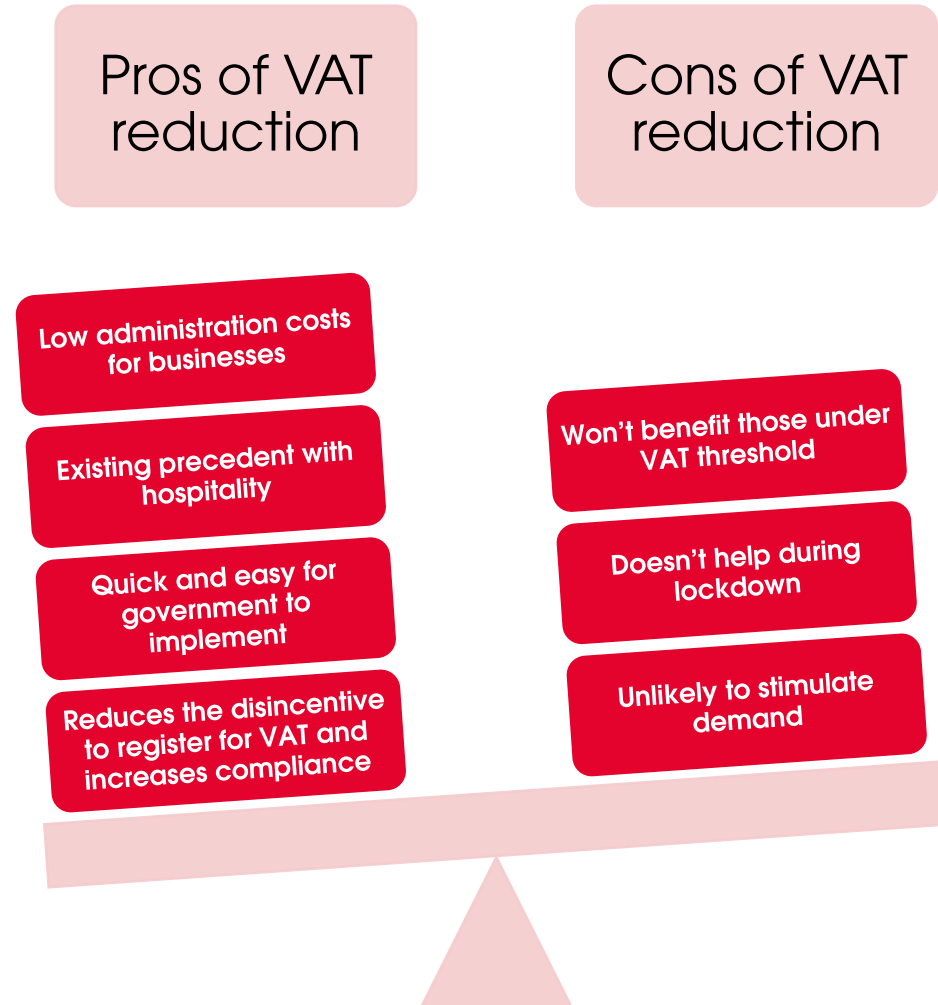 Pros of VAT
reduction
Cons of VAT
reduction
Low administration costs
for businesses
Existing precedent with
hospitality
Quick and easy for
government to
implement
Reduces the disincentive
to register for VAT and
increases compliance
Won't benefit those under
VAT threshold
Doesn't help during
lockdown
Unlikely to stimulate
demand